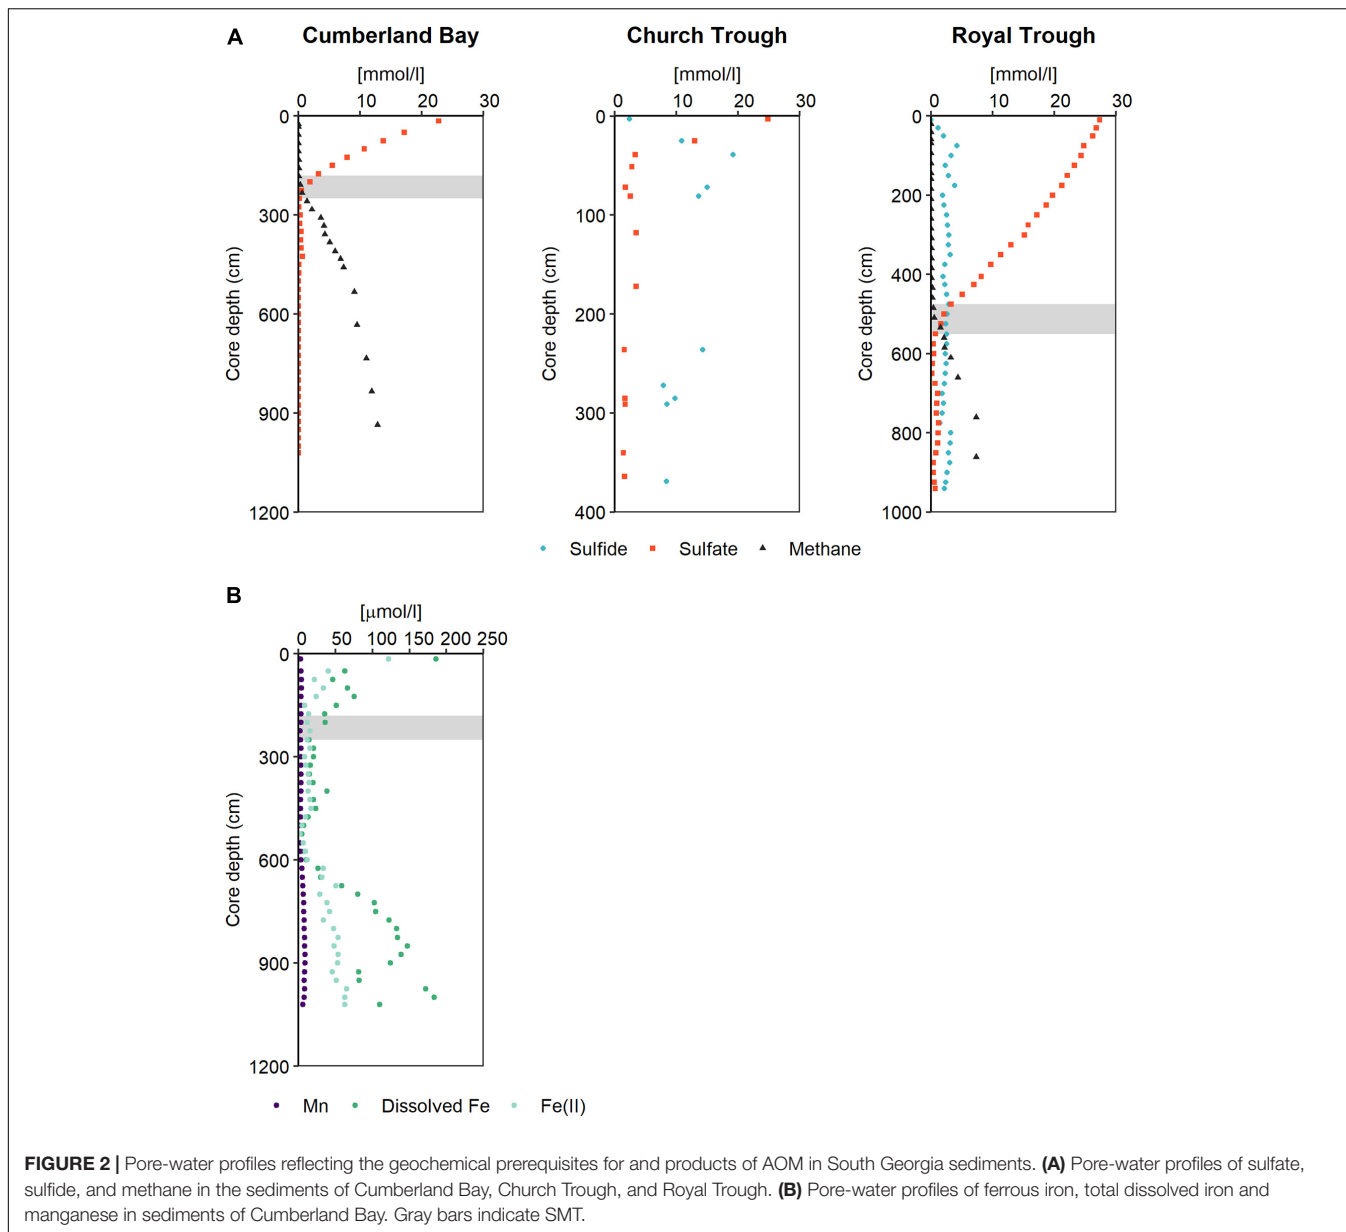 A
Cumberland Bay
Church Trough
Royal Trough
[mmol/l]
[mmol/l]
[mmol/l]
0 10 20 30
0 10 20 30
0 10 20 30
Core depth (cm)
0
300
600
900
1200
Core depth (cm)
0
100
200
300
400
Core depth (cm)
0
200
400
600
800
1000
Sulfide Sulfate Methane
B
[μmol/l]
0 50 100 150 200 250
Core depth (cm)
0
300
600
900
1200
Mn Dissolved Fe Fe(II)
FIGURE 2 | Pore-water profiles reflecting the geochemical prerequisites for and products of AOM in South Georgia sediments. (A) Pore-water profiles of sulfate,
sulfide, and methane in the sediments of Cumberland Bay, Church Trough, and Royal Trough. (B) Pore-water profiles of ferrous iron, total dissolved iron and
manganese in sediments of Cumberland Bay. Gray bars indicate SMT.